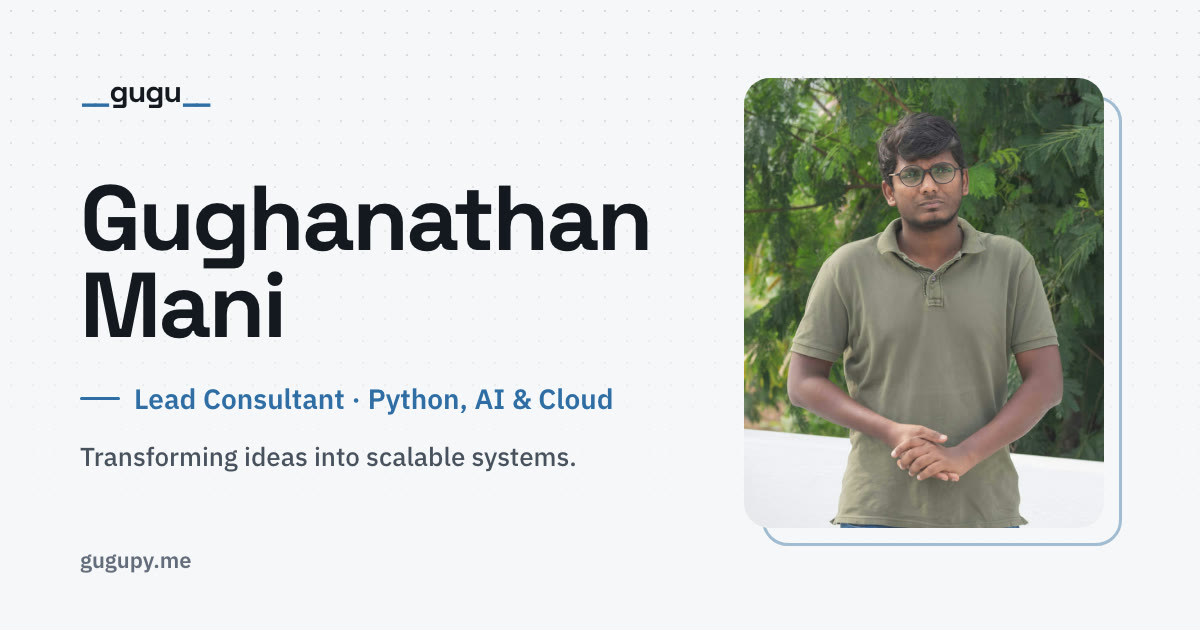 __gugu__
Gughanathan
Mani
Lead Consultant · Python, AI & Cloud
Transforming ideas into scalable systems.
gugupy.me